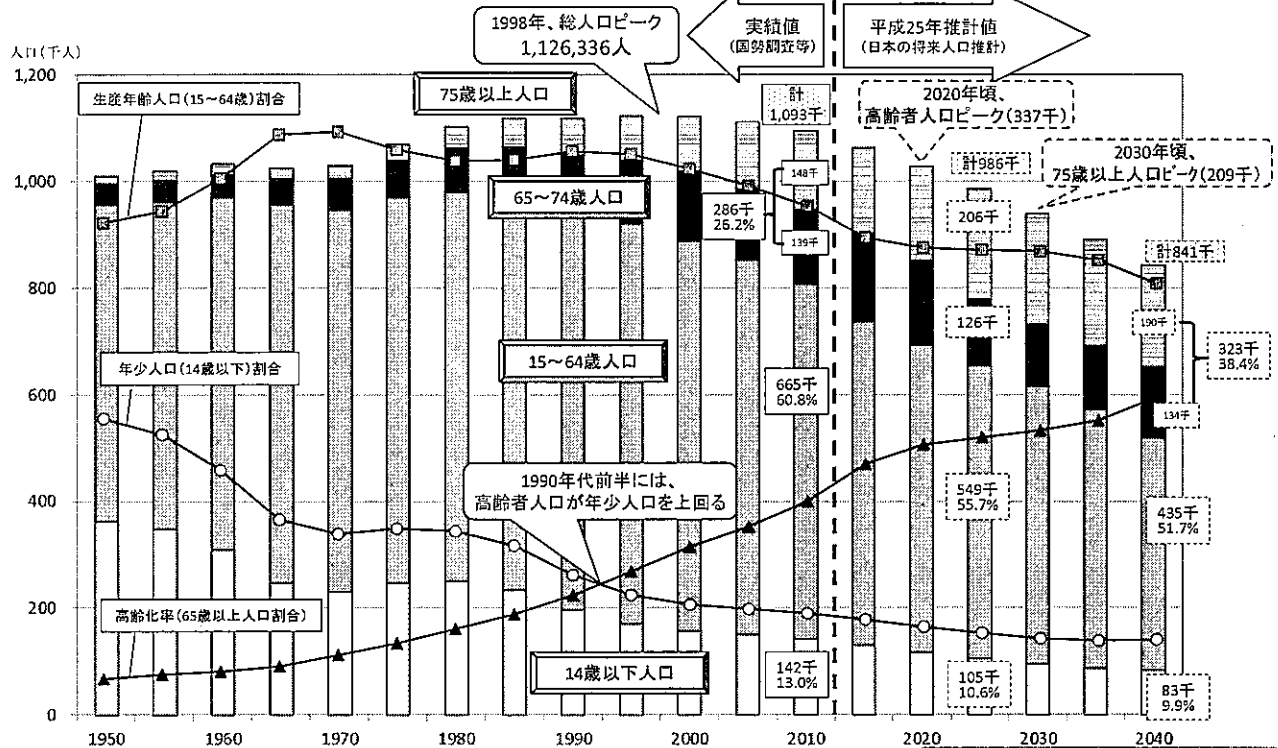 1998年、総人口ピーク
1,126,336人
実績値
(国勢調査等)
平成25年推計値
(日本の将来人口推計)
人口(千人)
1,200
1,000
800
600
400
200
0
生産年齢人口(15～64歳)割合
75歳以上人口
計
1,093千
2020年頃、
高齢者人口ピーク(337千)
計986千
2030年頃、
75歳以上人口ピーク(209千)
65～74歳人口
286千
26.2%
148千
139千
206千
計841千
126千
190千
323千
38.4%
134千
年少人口(14歳以下)割合
15～64歳人口
665千
60.8%
1990年代前半には、
高齢者人口が年少人口を上回る
549千
55.7%
435千
51.7%
高齢化率(65歳以上人口割合)
14歳以下人口
142千
13.0%
105千
10.6%
83千
9.9%
1950
1960
1970
1980
1990
2000
2010
2020
2030
2040